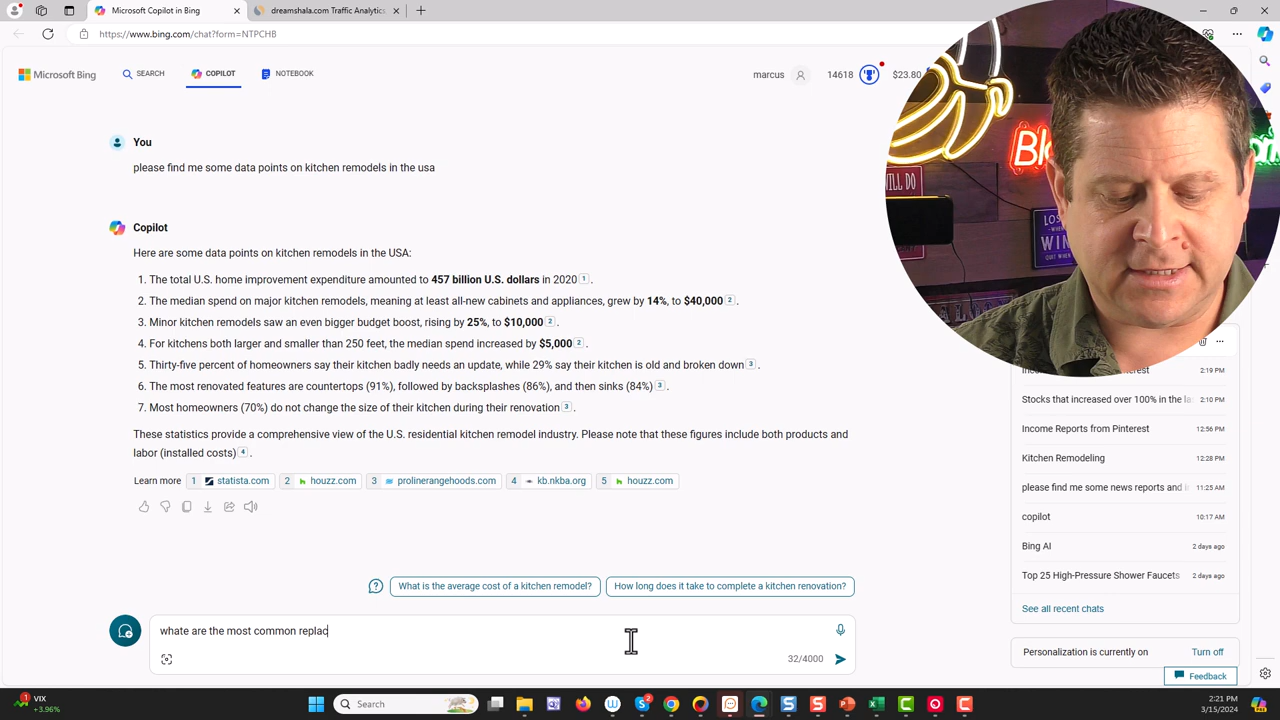 Microsoft Copilot in Bing
dreamshala.com Traffic Analytics
https://www.bing.com/chat?form=NTPCHB
Microsoft Bing
SEARCH
COPILOT
NOTEBOOK
marcus
14618
$23.80
WILL DO
LOS
WIN
You
please find me some data points on kitchen remodels in the usa
Copilot
Here are some data points on kitchen remodels in the USA:
1. The total U.S. home improvement expenditure amounted to 457 billion U.S. dollars in 2020 1 .
2. The median spend on major kitchen remodels, meaning at least all-new cabinets and appliances, grew by 14%, to $40,000 2 .
3. Minor kitchen remodels saw an even bigger budget boost, rising by 25%, to $10,000 2 .
4. For kitchens both larger and smaller than 250 feet, the median spend increased by $5,000 2 .
5. Thirty-five percent of homeowners say their kitchen badly needs an update, while 29% say their kitchen is old and broken down 3 .
6. The most renovated features are countertops (91%), followed by backsplashes (86%), and then sinks (84%) 3 .
7. Most homeowners (70%) do not change the size of their kitchen during their renovation 3 .
These statistics provide a comprehensive view of the U.S. residential kitchen remodel industry. Please note that these figures include both products and
labor (installed costs) 4 .
Learn more 1 statista.com 2 houzz.com 3 prolinerangehoods.com 4 kb.nkba.org 5 houzz.com
What is the average cost of a kitchen remodel?
How long does it take to complete a kitchen renovation?
whate are the most common replac
32/4000
2:19 PM
Stocks that increased over 100% in the la
2:10 PM
Income Reports from Pinterest
12:56 PM
Kitchen Remodeling
12:28 PM
please find me some news reports and i
11:25 AM
copilot
10:17 AM
Bing AI
2 days ago
Top 25 High-Pressure Shower Faucets
2 days ago
See all recent chats
Personalization is currently on
Turn off
Feedback
1
VIX
+3.96%
Search
2
2:21 PM
3/15/2024